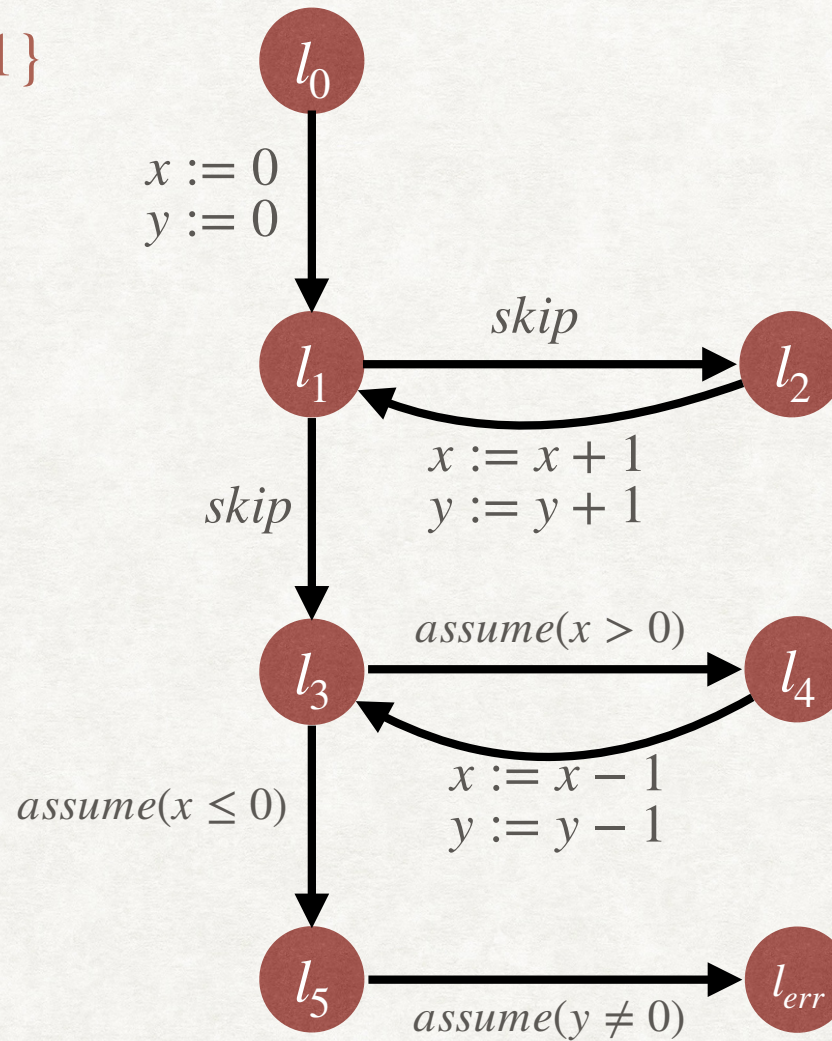 1}
l0
x := 0
y := 0
skip
l1
l2
x := x + 1
y := y + 1
skip
assume(x > 0)
l3
l4
x := x − 1
y := y − 1
assume(x ≤ 0)
l5
lerr
assume(y ≠ 0)